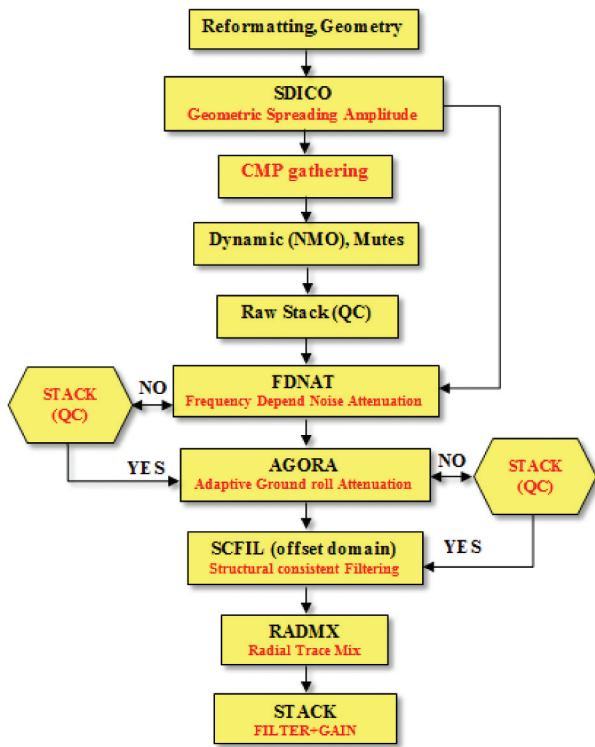 Reformatting, Geometry
SDICO
Geometric Spreading Amplitude
CMP gathering
Dynamic (NMO), Mutes
Raw Stack (QC)
STACK
(QC)
NO
FDNAT
Frequency Depend Noise Attenuation
YES
AGORA
Adaptive Ground roll Attenuation
NO
STACK
(QC)
SCFIL (offset domain)
Structural consistent Filtering
YES
RADMX
Radial Trace Mix
STACK
FILTER+GAIN